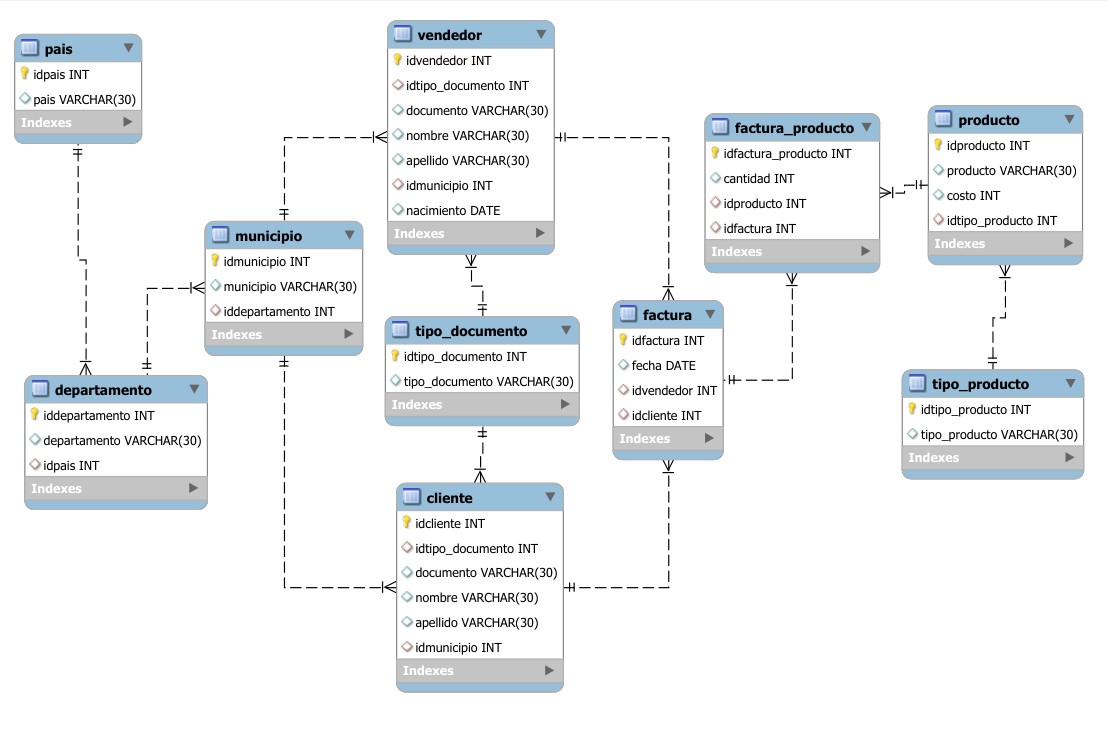 pais
idpais INT
pais VARCHAR(30)
Indexes
vendedor
idvendedor INT
idtipo_documento INT
documento VARCHAR(30)
nombre VARCHAR(30)
apellido VARCHAR(30)
idmunicipio INT
nacimiento DATE
Indexes
factura_producto
idfactura_producto INT
cantidad INT
idproducto INT
idfactura INT
Indexes
producto
idproducto INT
producto VARCHAR(30)
costo INT
idtipo_producto INT
Indexes
municipio
idmunicipio INT
municipio VARCHAR(30)
iddepartamento INT
Indexes
tipo_documento
idtipo_documento INT
tipo_documento VARCHAR(30)
Indexes
factura
idfactura INT
fecha DATE
idvendedor INT
idcliente INT
Indexes
departamento
iddepartamento INT
departamento VARCHAR(30)
idpais INT
Indexes
tipo_producto
idtipo_producto INT
tipo_producto VARCHAR(30)
Indexes
cliente
idcliente INT
idtipo_documento INT
documento VARCHAR(30)
nombre VARCHAR(30)
apellido VARCHAR(30)
idmunicipio INT
Indexes